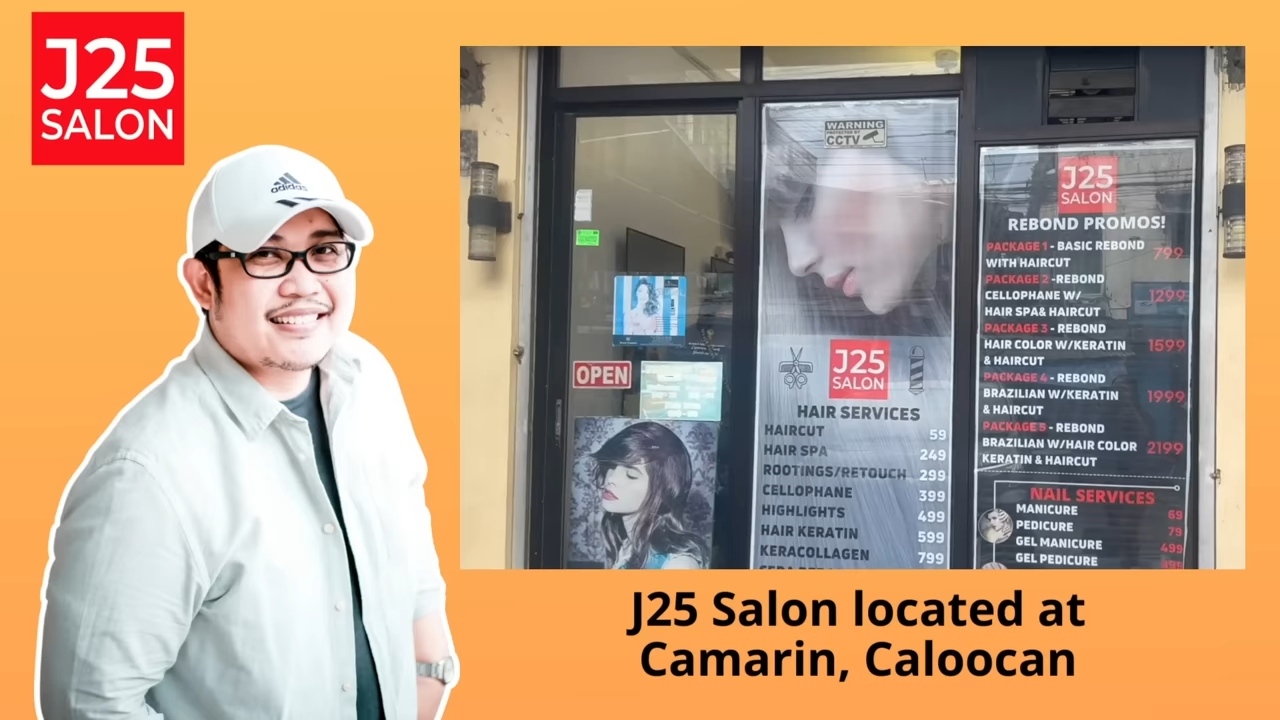 J25
SALON
adidas
WARNING
PROTECTED BY
CCTV
OPEN
J25
SALON
HAIR SERVICES
HAIRCUT 59
HAIR SPA 249
ROOTINGS/RETOUCH 299
CELLOPHANE 399
HIGHLIGHTS 499
HAIR KERATIN 599
KERACOLLAGEN 799
J25
SALON
REBOND PROMOS!
PACKAGE 1 - BASIC REBOND
WITH HAIRCUT 799
PACKAGE 2 -REBOND
CELLOPHANE W/ 1299
HAIR SPA& HAIRCUT
PACKAGE 3 - REBOND
HAIR COLOR W/KERATIN 1599
& HAIRCUT
PACKAGE 4 - REBOND
BRAZILIAN W/KERATIN 1999
& HAIRCUT
PACKAGE 5 - REBOND
BRAZILIAN W/HAIR COLOR 2199
KERATIN & HAIRCUT
NAIL SERVICES
MANICURE 69
PEDICURE 79
GEL MANICURE 499
GEL PEDICURE
J25 Salon located at
Camarin, Caloocan